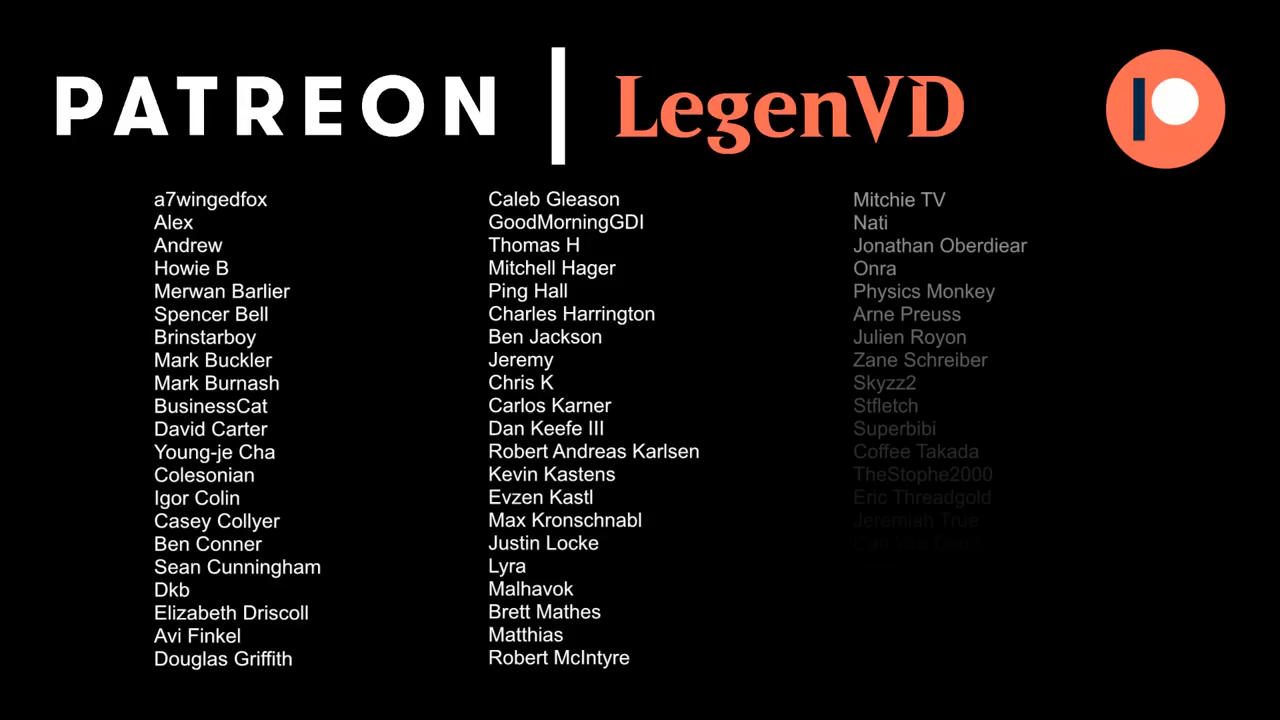 PATREON | LegenVD
a7wingedfox
Alex
Andrew
Howie B
Merwan Barlier
Spencer Bell
Brinstarboy
Mark Buckler
Mark Burnash
BusinessCat
David Carter
Young-je Cha
Colesonian
Igor Colin
Casey Collyer
Ben Conner
Sean Cunningham
Dkb
Elizabeth Driscoll
Avi Finkel
Douglas Griffith
Caleb Gleason
GoodMorningGDI
Thomas H
Mitchell Hager
Ping Hall
Charles Harrington
Ben Jackson
Jeremy
Chris K
Carlos Karner
Dan Keefe III
Robert Andreas Karlsen
Kevin Kastens
Evzen Kastl
Max Kronschnabl
Justin Locke
Lyra
Malhavok
Brett Mathes
Matthias
Robert McIntyre
Mitchie TV
Nati
Jonathan Oberdiear
Onra
Physics Monkey
Arne Preuss
Julien Royon
Zane Schreiber
Skyzz2
Stfletch
Superbibi
Coffee Takada
TheStophe2000
Eric Threadgold
Jeremiah True